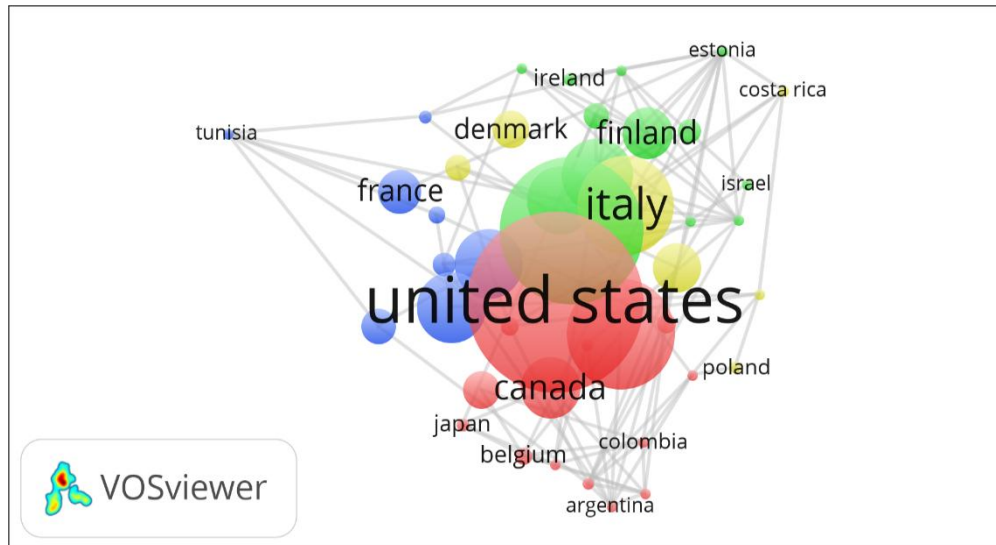 estonia
ireland
costa rica
tunisia
denmark
finland
france
israel
italy
united states
canada
poland
japan
colombia
belgium
argentina
VOSviewer